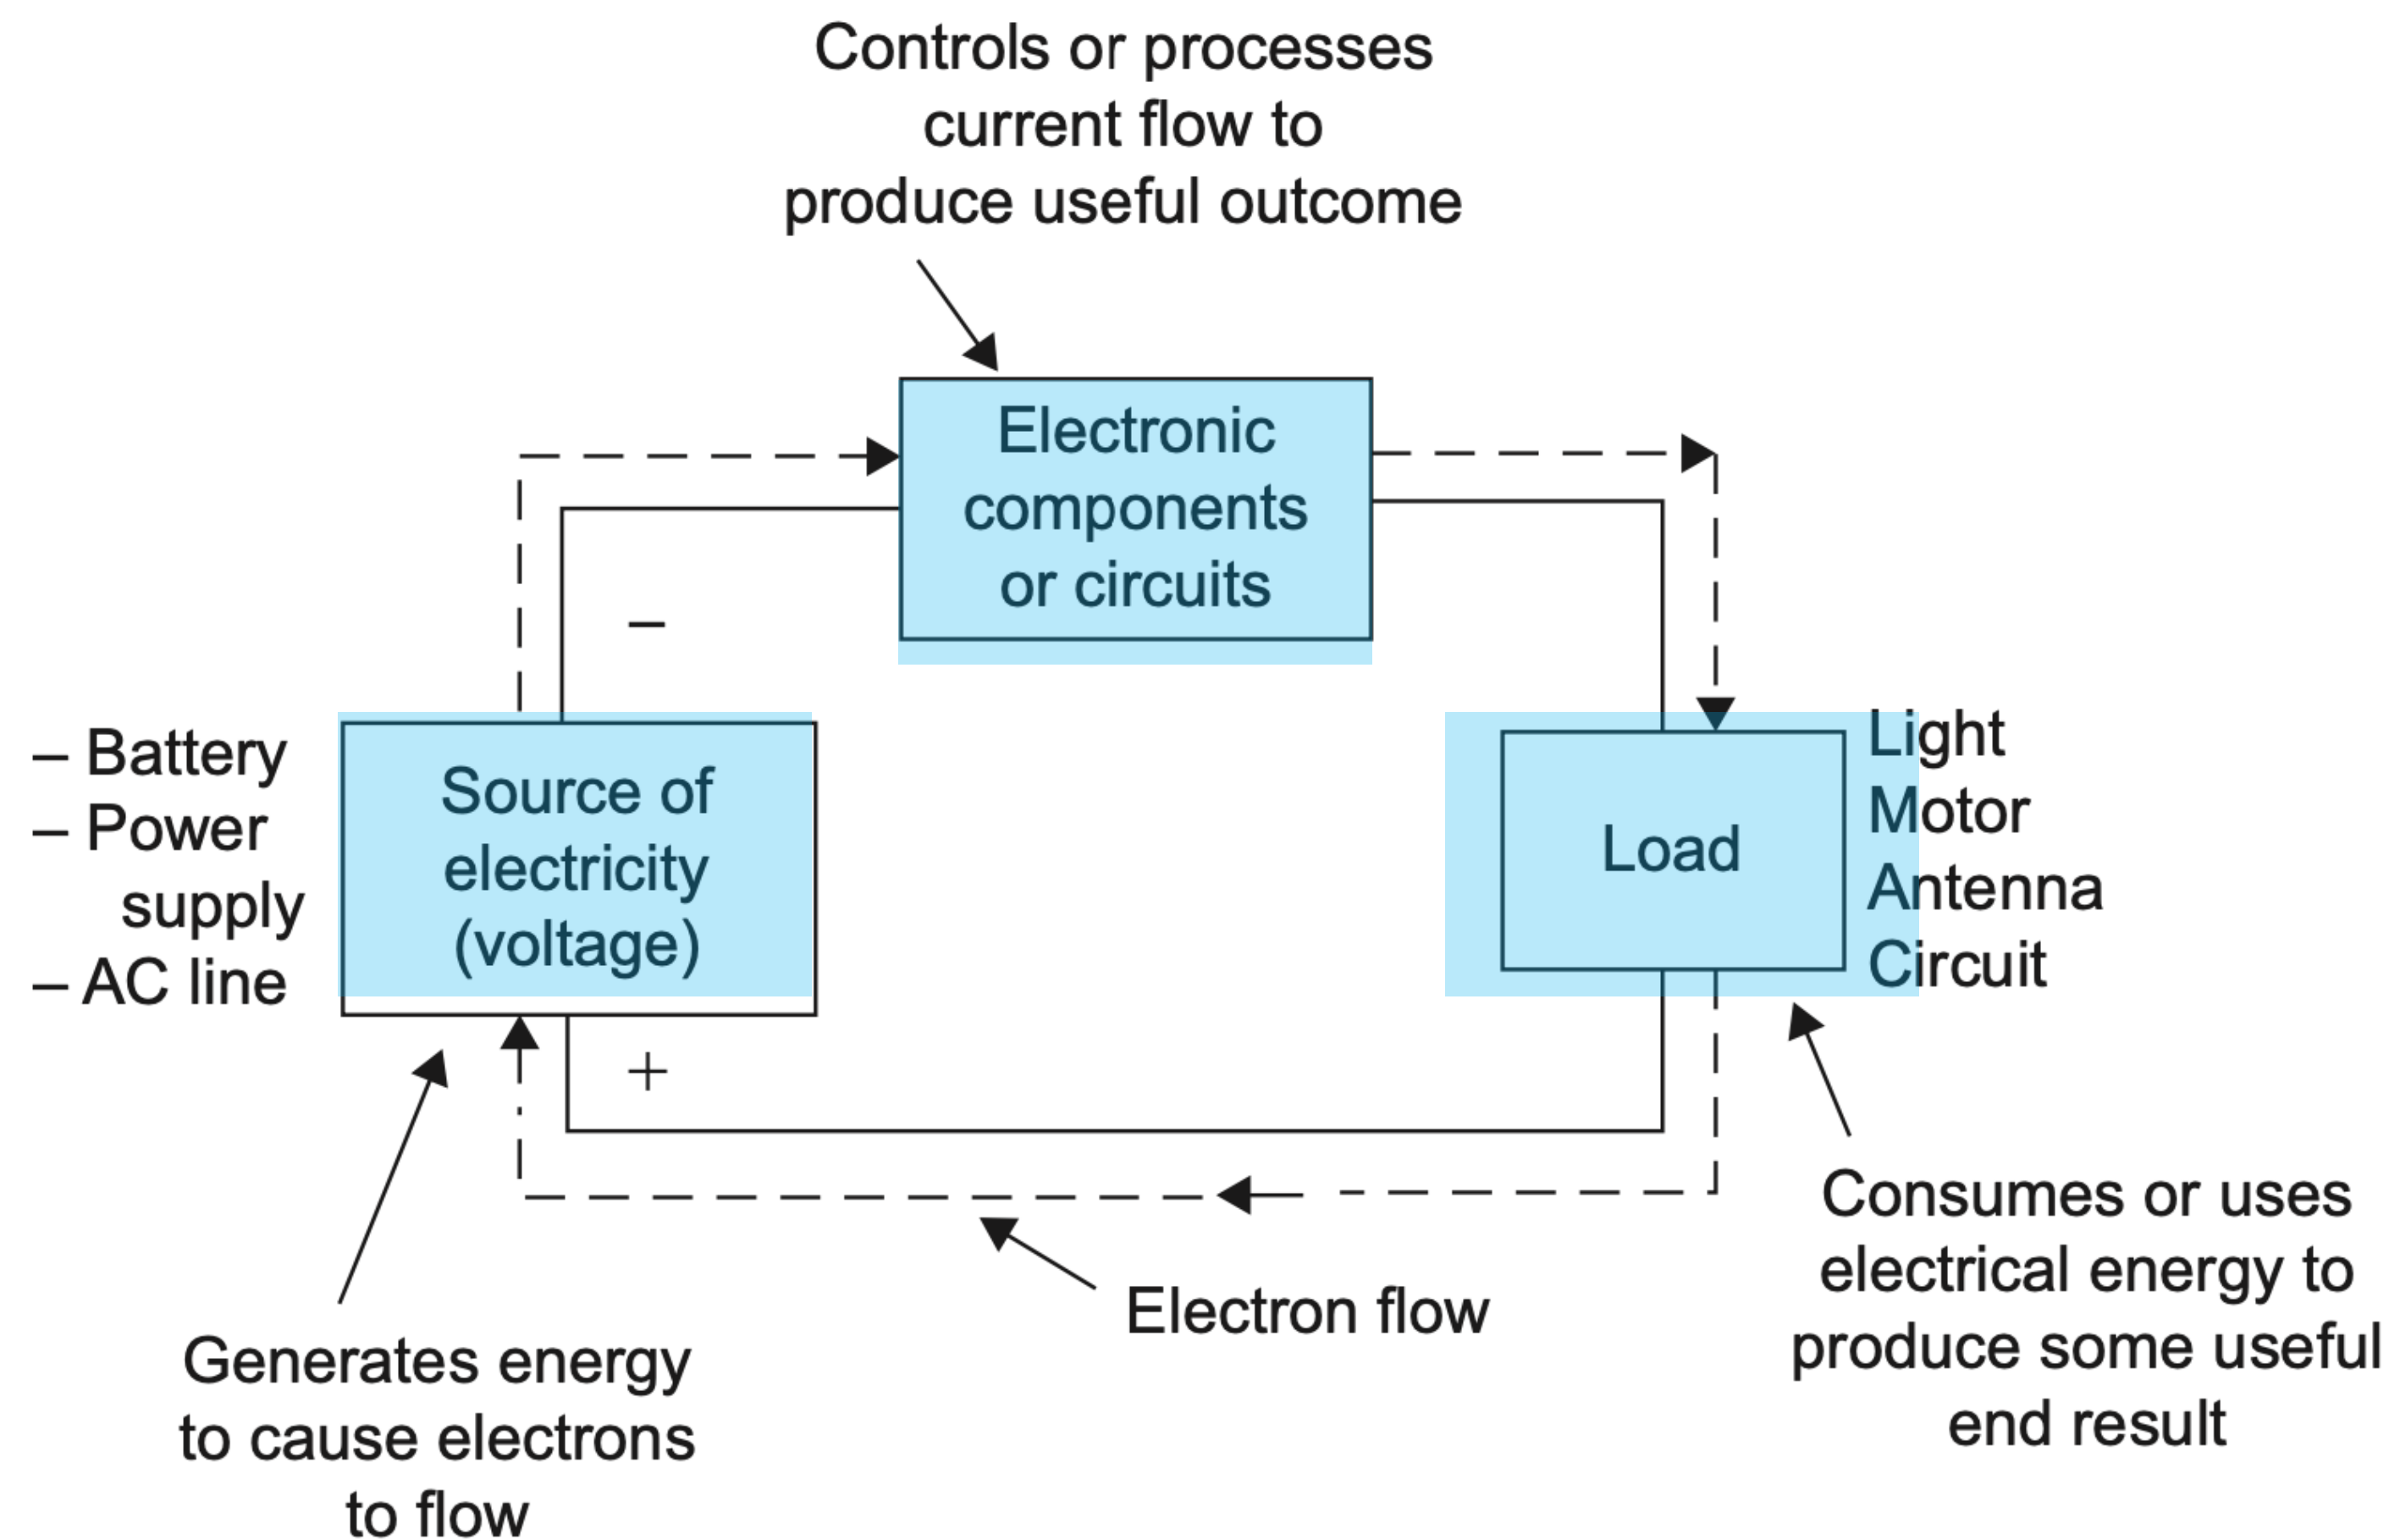 Controls or processes
current flow to
produce useful outcome
Electronic
components
or circuits
–
– Battery
– Power
supply
– AC line
Source of
electricity
(voltage)
Load
Light
Motor
Antenna
Circuit
+
Electron flow
Generates energy
to cause electrons
to flow
Consumes or uses
electrical energy to
produce some useful
end result